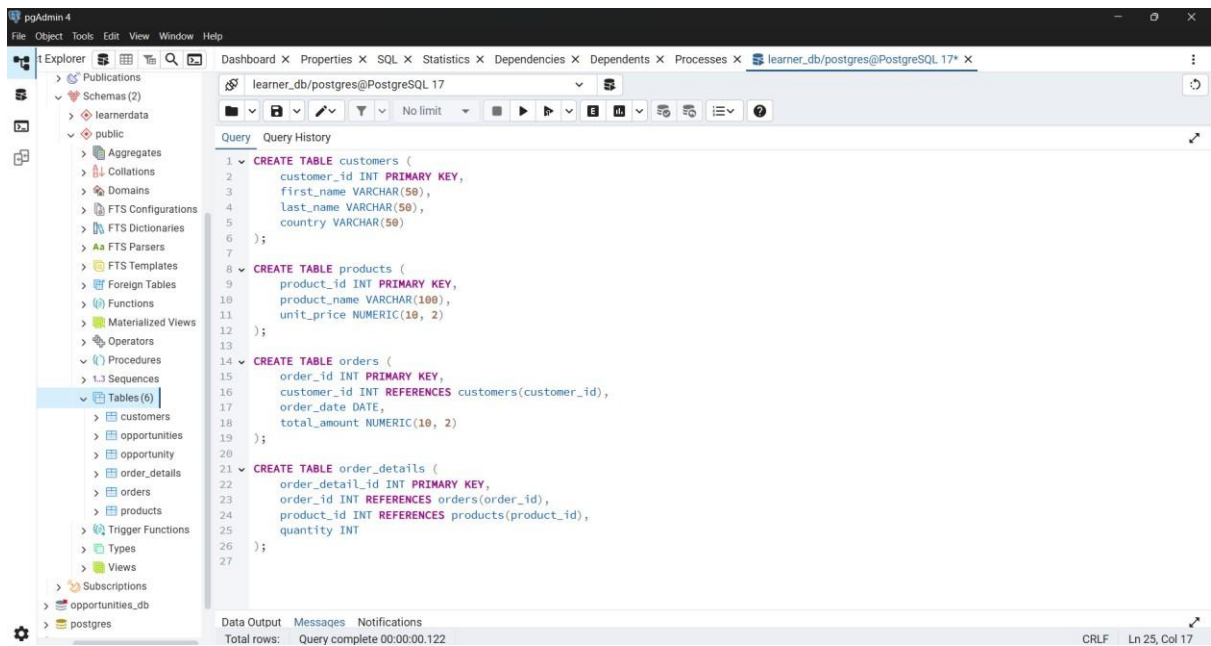 pgAdmin 4
File Object Tools Edit View Window Help
t Explorer
Dashboard X Properties X SQL X Statistics X Dependencies X Dependents X Processes X learner_db/postgres@PostgreSQL 17* X
Publications
Schemas (2)
learnerdata
public
Aggregates
Collations
Domains
FTS Configurations
FTS Dictionaries
Aa FTS Parsers
FTS Templates
Foreign Tables
Functions
Materialized Views
Operators
Procedures
1..3 Sequences
Tables (6)
customers
opportunities
opportunity
order_details
orders
products
Trigger Functions
Types
Views
Subscriptions
opportunities_db
postgres
learner_db/postgres@PostgreSQL 17
No limit
E
Query Query History
1 CREATE TABLE customers (
2 customer_id INT PRIMARY KEY,
3 first_name VARCHAR(50),
4 last_name VARCHAR(50),
5 country VARCHAR(50)
6 );
7
8 CREATE TABLE products (
9 product_id INT PRIMARY KEY,
10 product_name VARCHAR(100),
11 unit_price NUMERIC(10, 2)
12 );
13
14 CREATE TABLE orders (
15 order_id INT PRIMARY KEY,
16 customer_id INT REFERENCES customers(customer_id),
17 order_date DATE,
18 total_amount NUMERIC(10, 2)
19 );
20
21 CREATE TABLE order_details (
22 order_detail_id INT PRIMARY KEY,
23 order_id INT REFERENCES orders(order_id),
24 product_id INT REFERENCES products(product_id),
25 quantity INT
26 );
27
Data Output Messages Notifications
Total rows: Query complete 00:00:00.122
CRLF Ln 25, Col 17